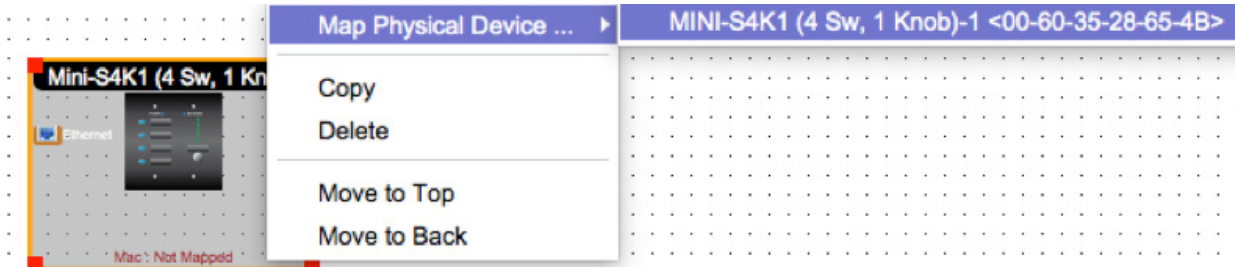 Map Physical Device ...
MINI-S4K1 (4 Sw, 1 Knob)-1 <00-60-35-28-65-4B>
Mini-S4K1 (4 Sw, 1 Kn
Copy
Ethernet
Delete
Move to Top
Move to Back
Mac : Not Mapped